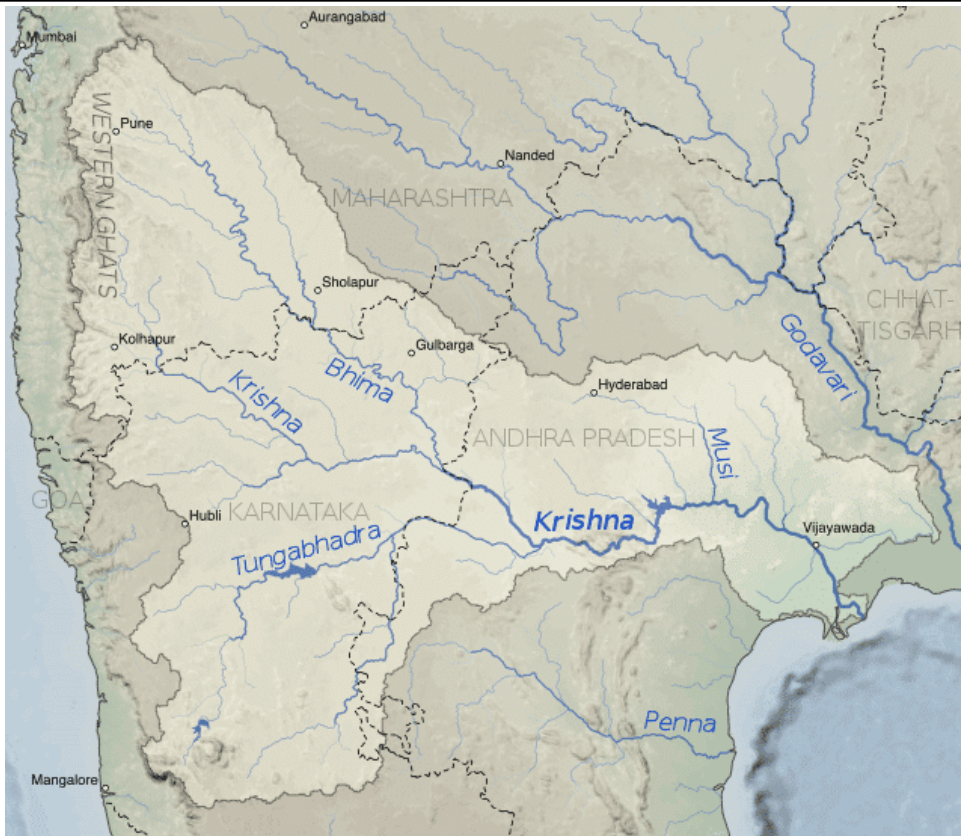 Aurangabad
Mumbai
WESTERN GHATS
Pune
Nanded
MAHARASHTRA
Sholapur
CHHAT-
TISGARH
Kolhapur
Gulbarga
Bhima
Godavari
Krishna
Hyderabad
ANDHRA PRADESH
Musi
GOA
Hubli
KARNATAKA
Krishna
Vijayawada
Tungabhadra
Penna
Mangalore